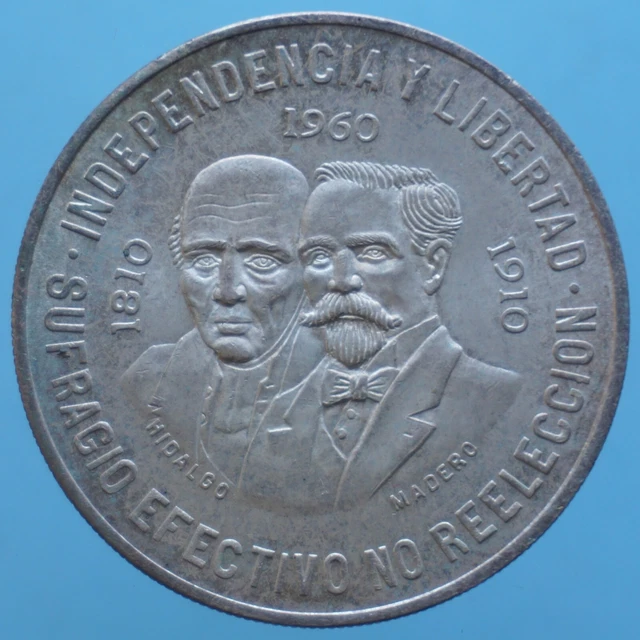 INDEPENDENCIA Y LIBERTAD
1960
1810
1910
HIDALGO
MADERO
SUFRAGIO EFECTIVO NO REELECCION